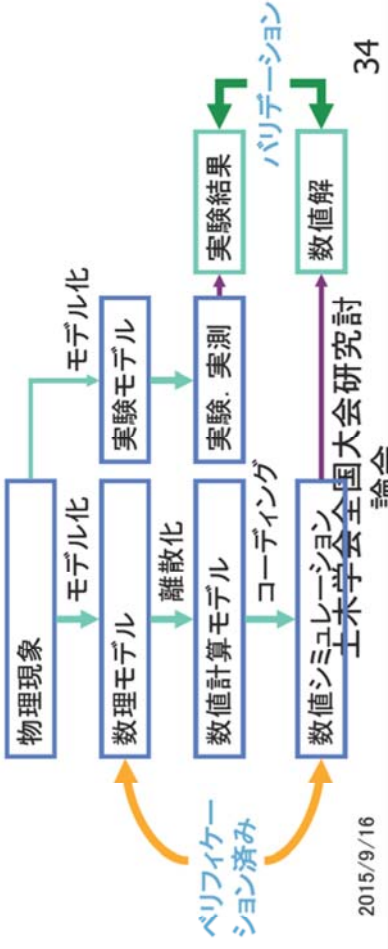 物理現象
モデル化
モデル化
数理モデル
実験モデル
離散化
数値計算モデル
実験．実測
実験結果
コーディング
数値シミュレーション
数値解
ベリフィケー
ション済み
バリデーション
2015/9/16
土木学会全国大会研究討
論会
34